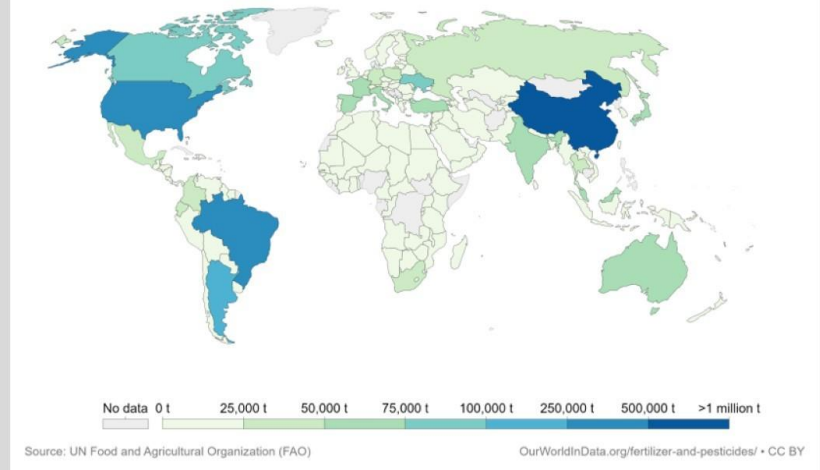 No data 0 t 25,000 t 50,000 t 75,000 t 100,000 t 250,000 t 500,000 t >1 million t
Source: UN Food and Agricultural Organization (FAO) OurWorldInData.org/fertilizer-and-pesticides/ • CC BY